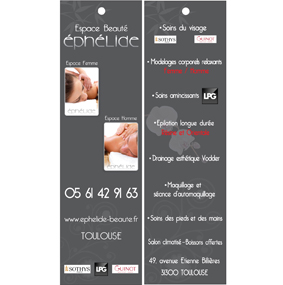 Espace Beauté
éphélide
Espace Femme
Espace Homme
05 61 42 91 63
www.ephelide-beaute.fr
TOULOUSE
SOTHYS
LPG
GUINOT
•Soins du visage
SOTHYS
GUINOT
•Modelages corporels relaxants
•Soins amincissants LPG
•Epilation longue durée
•Drainage esthétique Vodder
•Maquillage et
séance d'automaquillage
•Soins des pieds et des mains
Salon climatisé-Boissons offertes
49, avenue Etienne Billières
31300 TOULOUSE